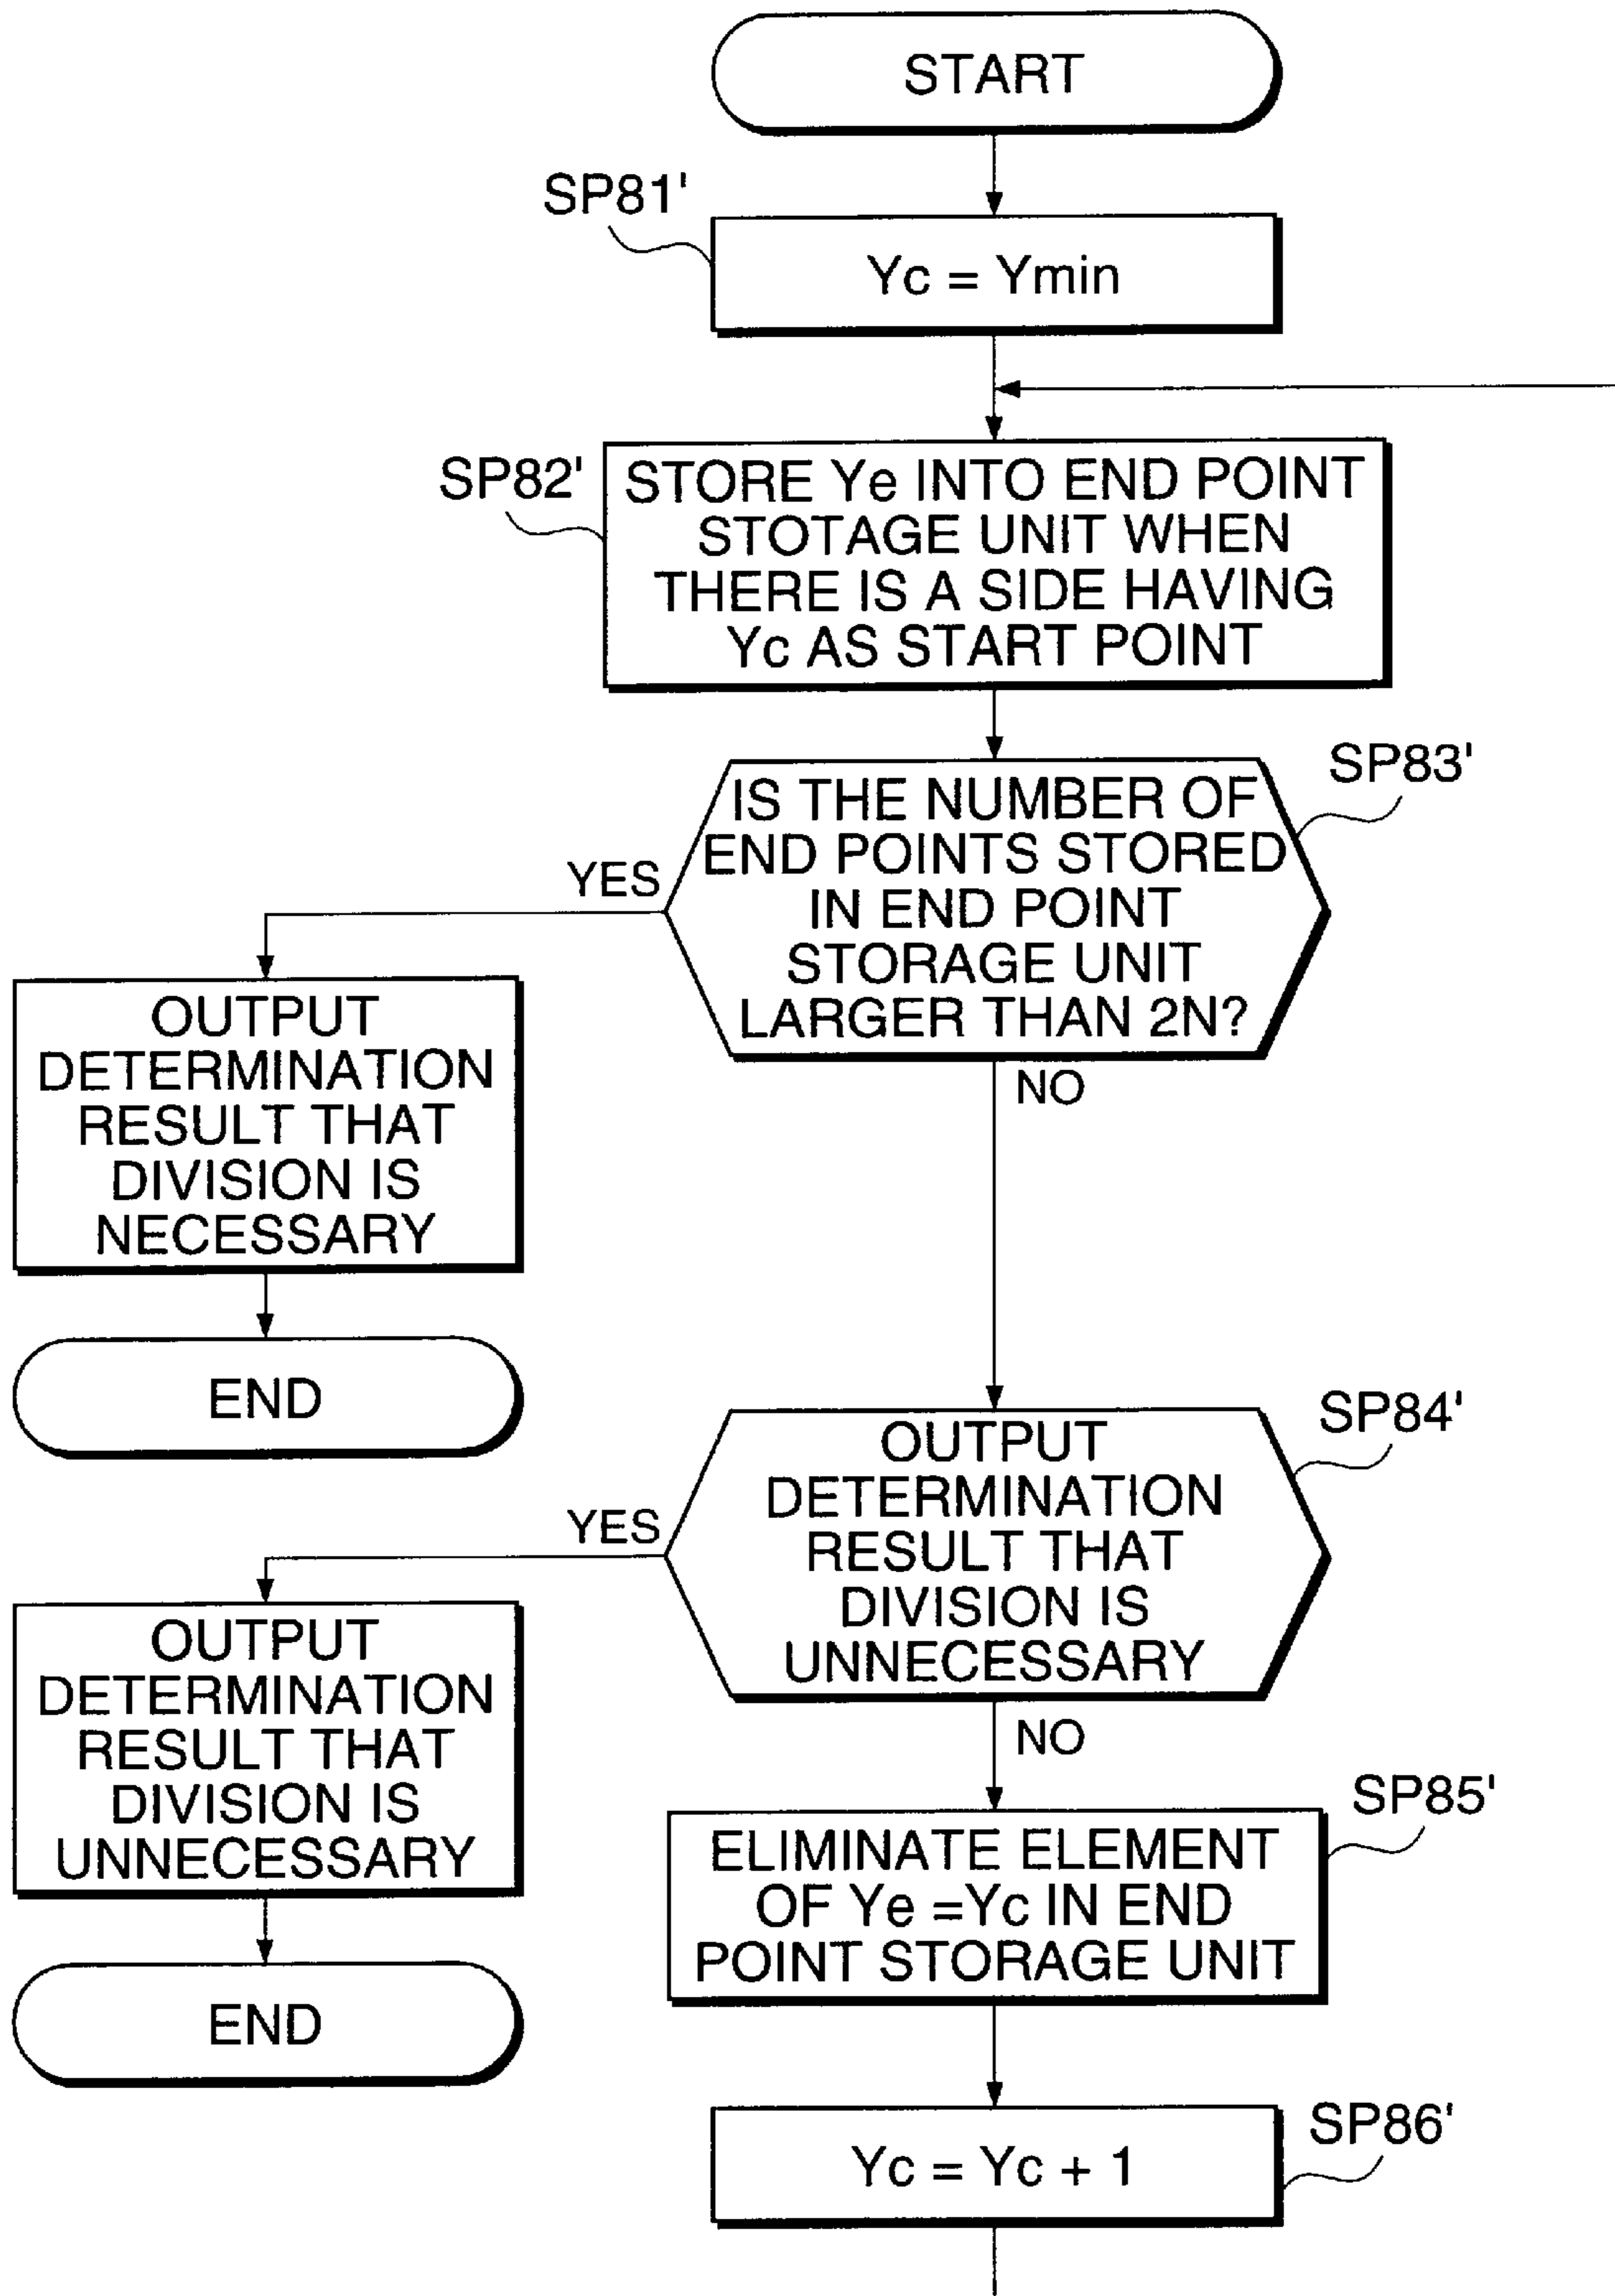 START
SP81'
Yc = Ymin
SP82'
STORE Ye INTO END POINT
STOTAGE UNIT WHEN
THERE IS A SIDE HAVING
Yc AS START POINT
SP83'
IS THE NUMBER OF
END POINTS STORED
IN END POINT
STORAGE UNIT
LARGER THAN 2N?
YES
NO
OUTPUT
DETERMINATION
RESULT THAT
DIVISION IS
NECESSARY
END
SP84'
OUTPUT
DETERMINATION
RESULT THAT
DIVISION IS
UNNECESSARY
YES
NO
OUTPUT
DETERMINATION
RESULT THAT
DIVISION IS
UNNECESSARY
END
SP85'
ELIMINATE ELEMENT
OF Ye =Yc IN END
POINT STORAGE UNIT
SP86'
Yc = Yc + 1